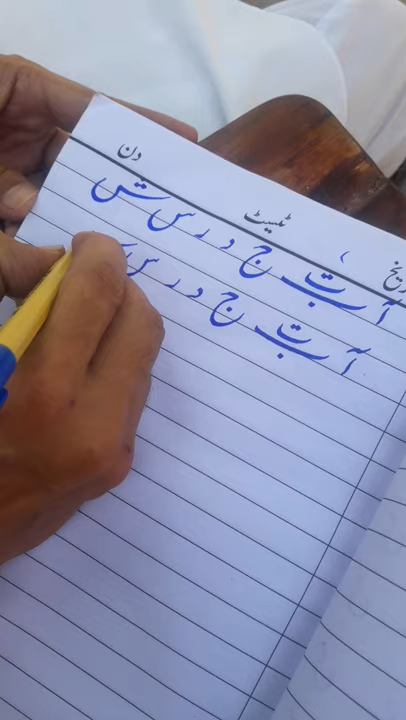 ٹیسٹ دن
آ ب ت ج د ر س ش
آ ب ت ج د ر س